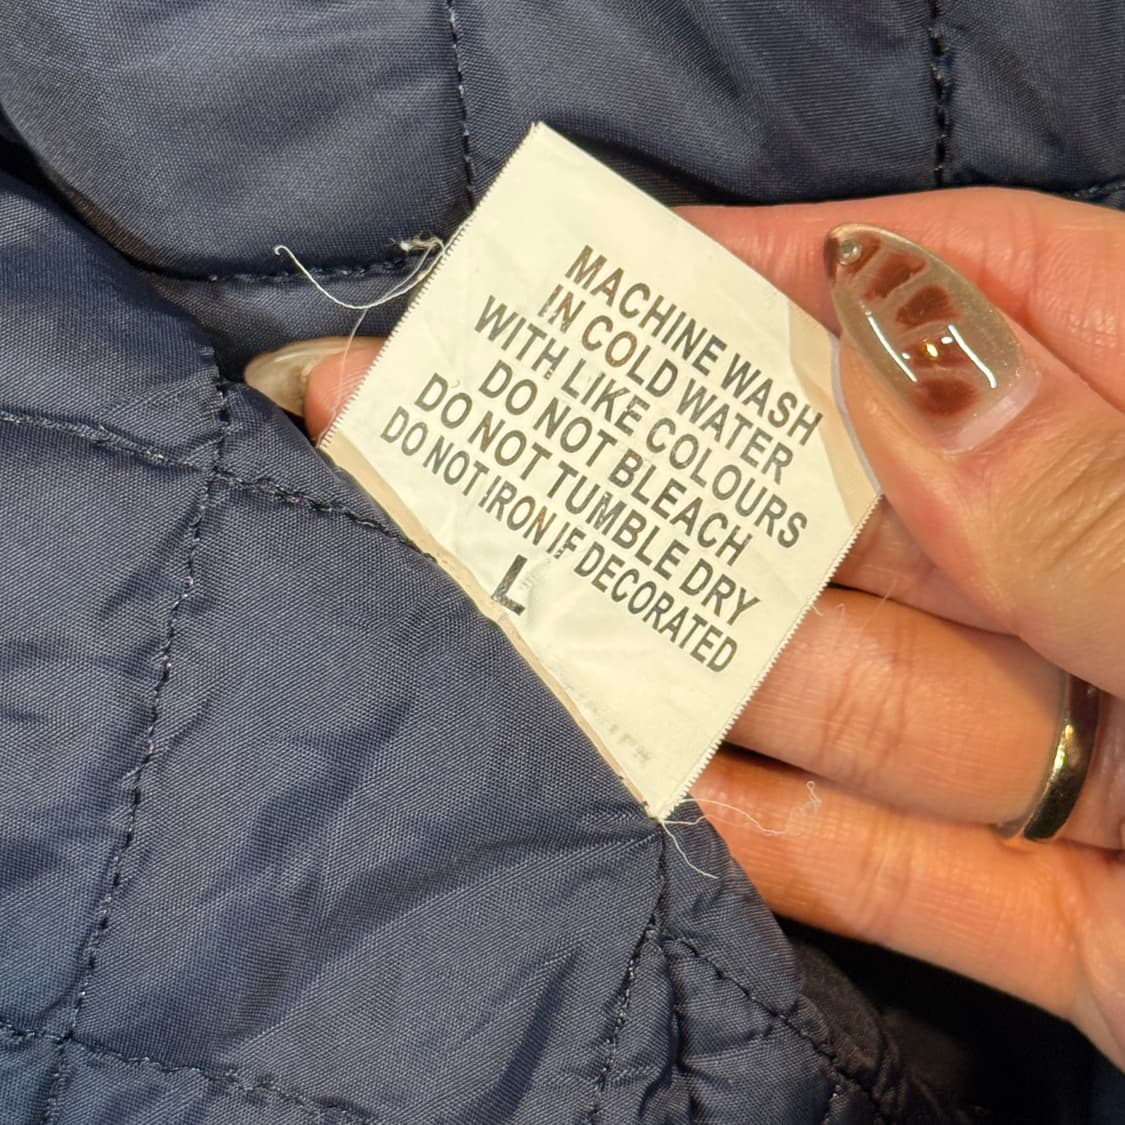 MACHINE WASH
IN COLD WATER
WITH LIKE COLOURS
DO NOT BLEACH
DO NOT TUMBLE DRY
DO NOT IRON IF DECORATED
L